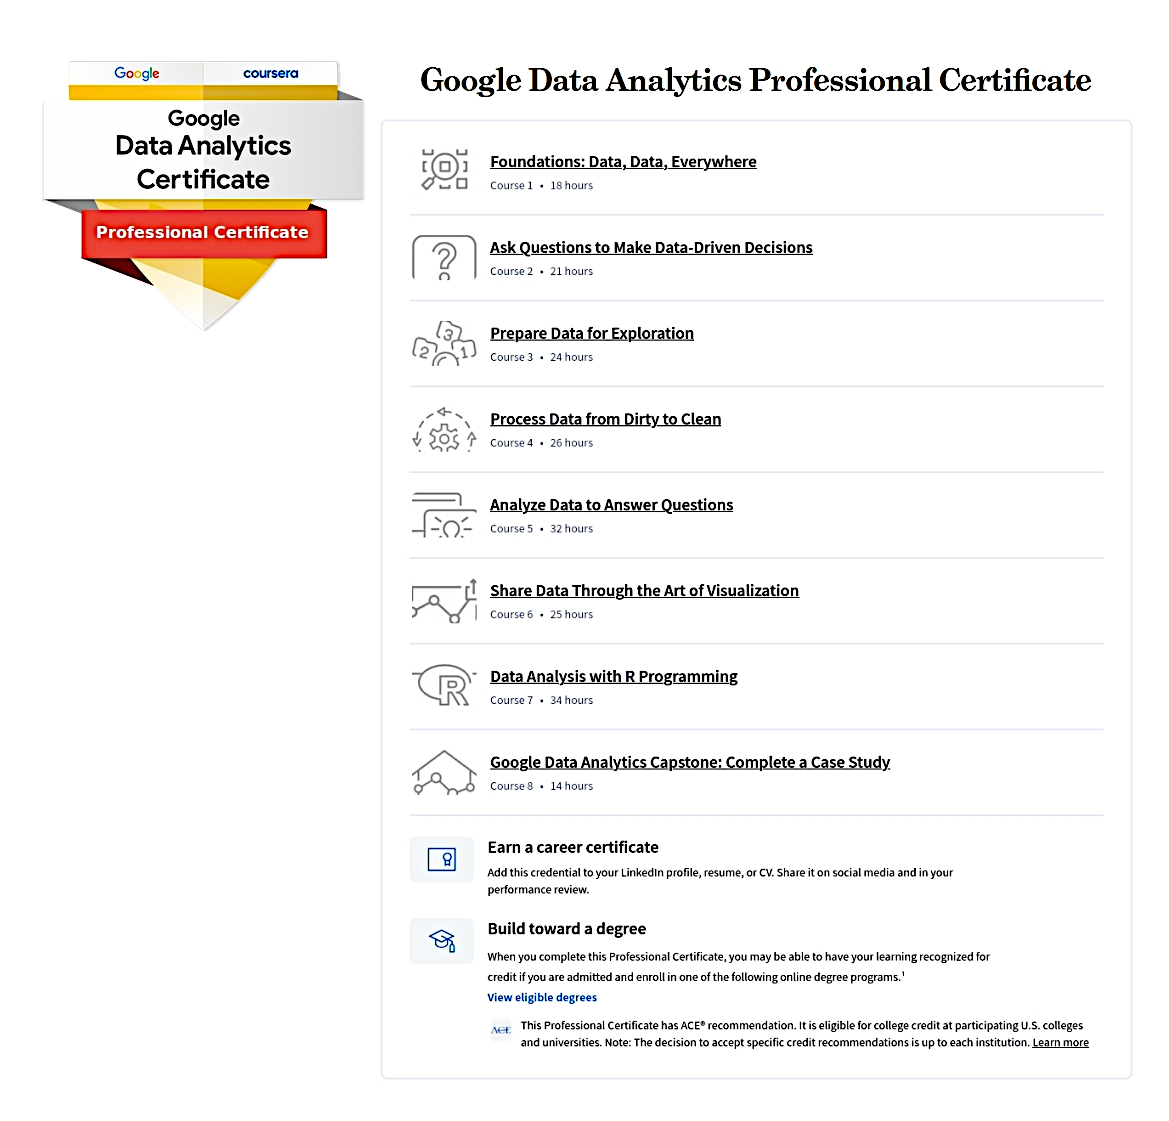 Google coursera
Google
Data Analytics
Certificate
Professional Certificate
Google Data Analytics Professional Certificate
Foundations: Data, Data, Everywhere
Course 1 • 18 hours
?
Ask Questions to Make Data-Driven Decisions
Course 2 • 21 hours
3
2 1
Prepare Data for Exploration
Course 3 • 24 hours
Process Data from Dirty to Clean
Course 4 • 26 hours
Analyze Data to Answer Questions
Course 5 • 32 hours
Share Data Through the Art of Visualization
Course 6 • 25 hours
R
Data Analysis with R Programming
Course 7 • 34 hours
Google Data Analytics Capstone: Complete a Case Study
Course 8 • 14 hours
Earn a career certificate
Add this credential to your LinkedIn profile, resume, or CV. Share it on social media and in your
performance review.
Build toward a degree
When you complete this Professional Certificate, you may be able to have your learning recognized for
credit if you are admitted and enroll in one of the following online degree programs.¹
View eligible degrees
ACE
This Professional Certificate has ACE® recommendation. It is eligible for college credit at participating U.S. colleges
and universities. Note: The decision to accept specific credit recommendations is up to each institution. Learn more